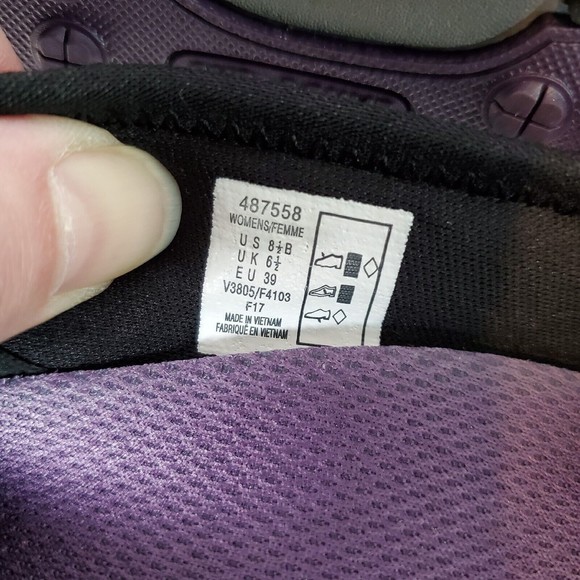 487558
WOMENS/FEMME
US 8½B
UK 6½
EU 39
V3805/F4103
F17
MADE IN VIETNAM
FABRIQUÉ EN VIETNAM